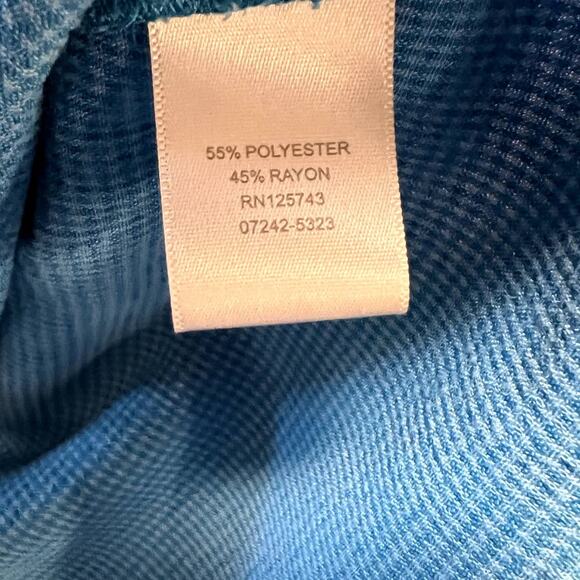 55% POLYESTER
45% RAYON
RN125743
07242-5323